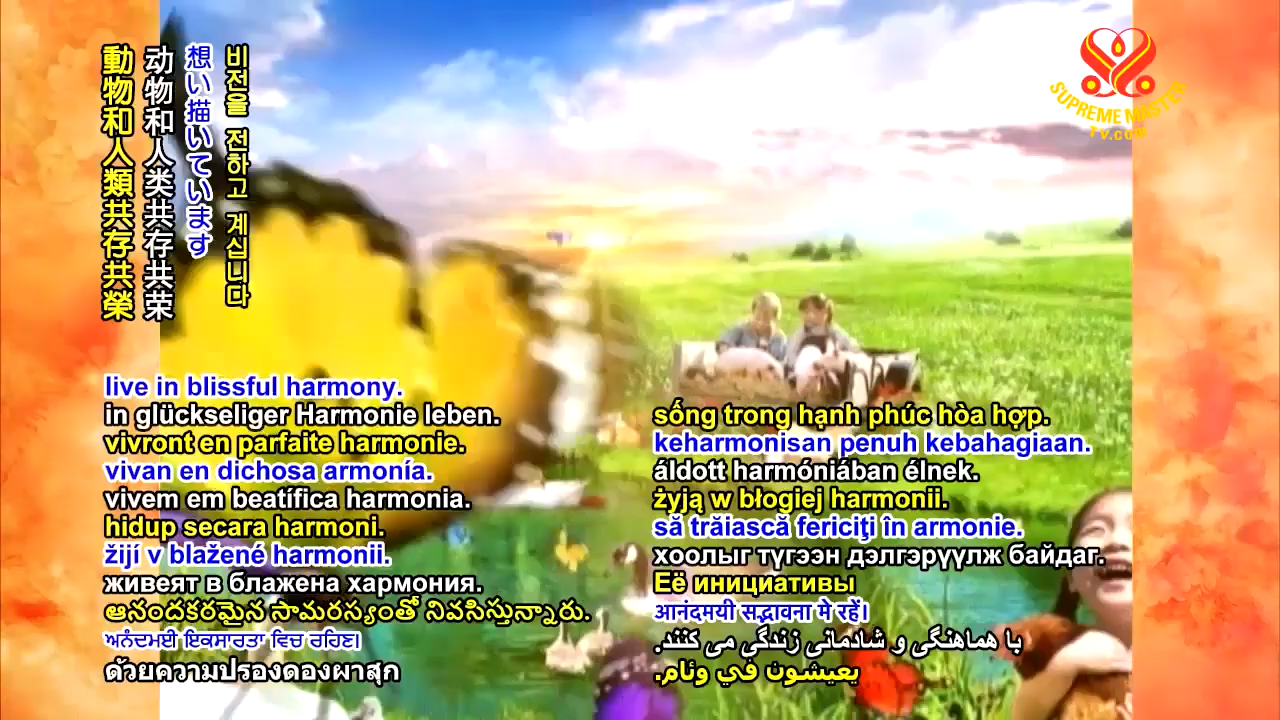 動物和人類共存共榮
动物和人类共存共荣
想い描いています
비전을 전하고 계십니다
SUPREME MASTER
TV.COM
live in blissful harmony.
in glückseliger Harmonie leben.
vivront en parfaite harmonie.
vivan en dichosa armonía.
vivem em beatífica harmonia.
hidup secara harmoni.
žijí v blažené harmonii.
живеят в блажена хармония.
ఆనందకరమైన సామరస్యంతో నివసిస్తున్నారు.
ਅਨੰਦਮਈ ਇਕਸਾਰਤਾ ਵਿਚ ਰਹਿਣ।
ด้วยความปรองดองผาสุก
sống trong hạnh phúc hòa hợp.
keharmonisan penuh kebahagiaan.
áldott harmóniában élnek.
żyją w błogiej harmonii.
să trăiască fericiţi în armonie.
хоолыг түгээн дэлгэрүүлж байдаг.
Её инициативы
आनंदमयी सद्भावना मे रहें।
با هماهنگی و شادمانی زندگی می کنند.
يعيشون في وئام.